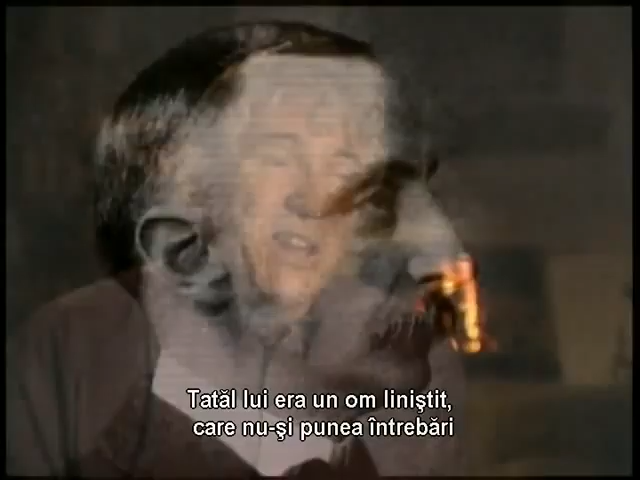 Tatăl lui era un om liniştit,
care nu-şi punea întrebări